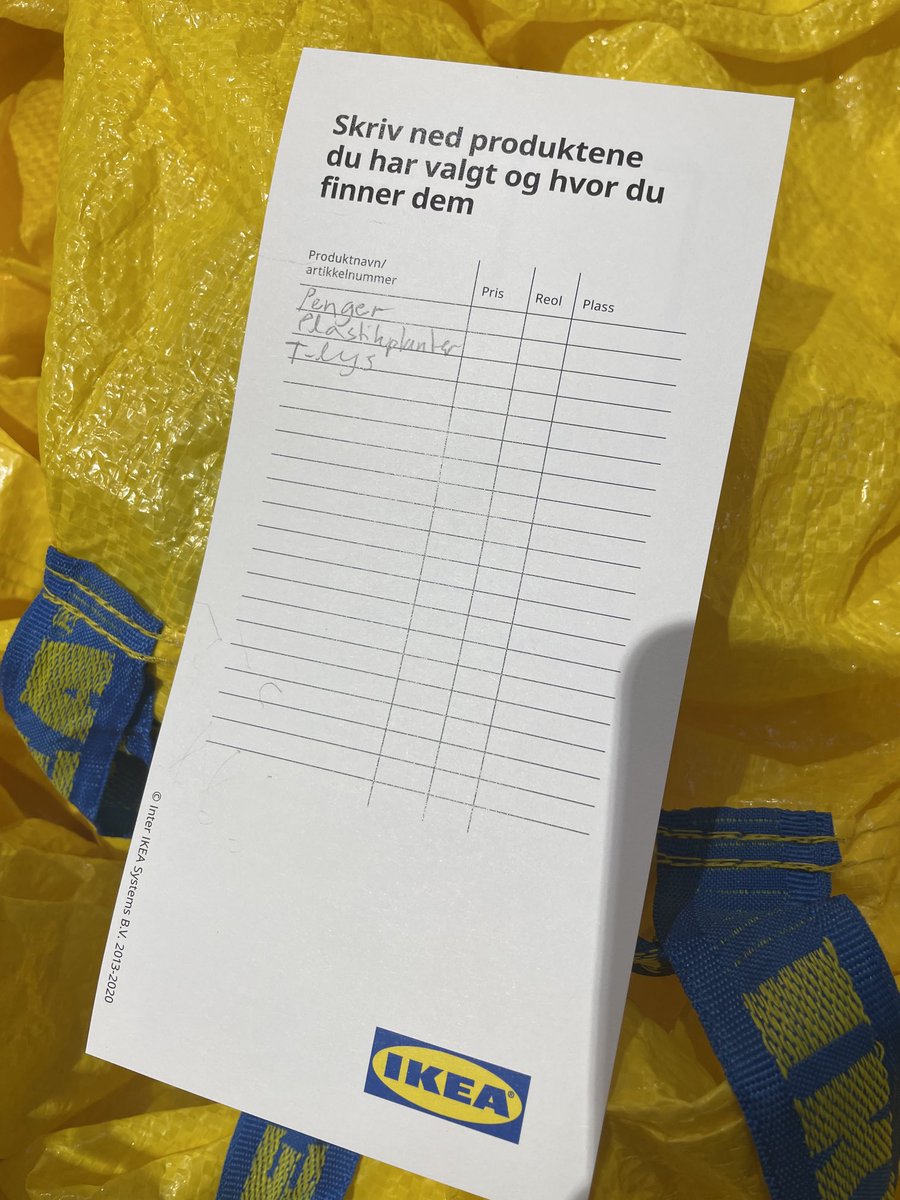 Skriv ned produktene
du har valgt og hvor du
finner dem
Produktnavn/
artikkelnummer
Pris
Reol
Plass
Penger
Plastikplanter
T-lys
© Inter IKEA Systems B.V. 2013-2020
IKEA®